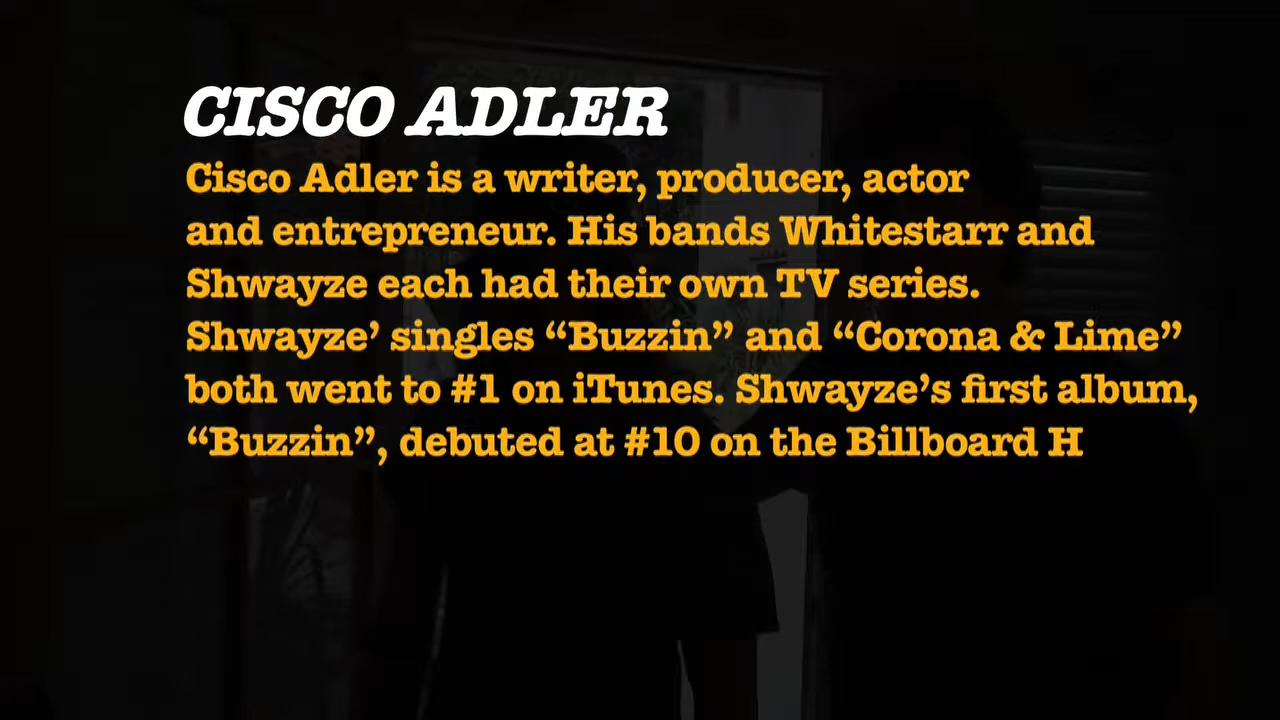 CISCO ADLER
Cisco Adler is a writer, producer, actor
and entrepreneur. His bands Whitestarr and
Shwayze each had their own TV series.
Shwayze’ singles “Buzzin” and “Corona & Lime”
both went to #1 on iTunes. Shwayze’s first album,
“Buzzin”, debuted at #10 on the Billboard H